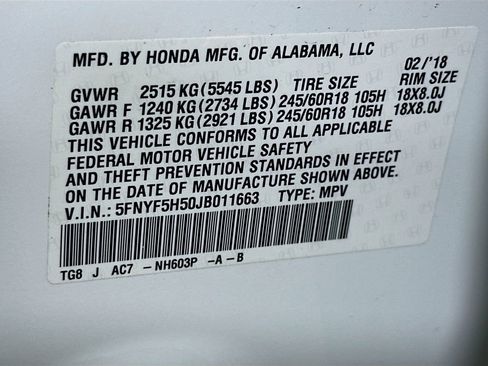 MFD. BY HONDA MFG. OF ALABAMA, LLC 02/'18
GVWR 2515 KG (5545 LBS) TIRE SIZE RIM SIZE
GAWR F 1240 KG (2734 LBS) 245/60R18 105H 18X8.0J
GAWR R 1325 KG (2921 LBS) 245/60R18 105H 18X8.0J
THIS VEHICLE CONFORMS TO ALL APPLICABLE
FEDERAL MOTOR VEHICLE SAFETY
AND THEFT PREVENTION STANDARDS IN EFFECT
ON THE DATE OF MANUFACTURE SHOWN ABOVE.
V.I.N.: 5FNYF5H50JB011663 TYPE: MPV
TG8 J AC7 -NH603P -A-B